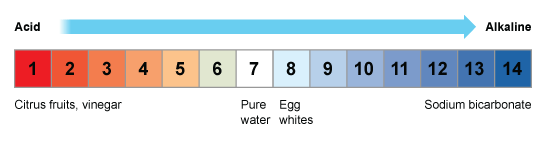 Acid Alkaline
1 2 3 4 5 6 7 8 9 10 11 12 13 14
Citrus fruits, vinegar Pure Egg Sodium bicarbonate
water whites